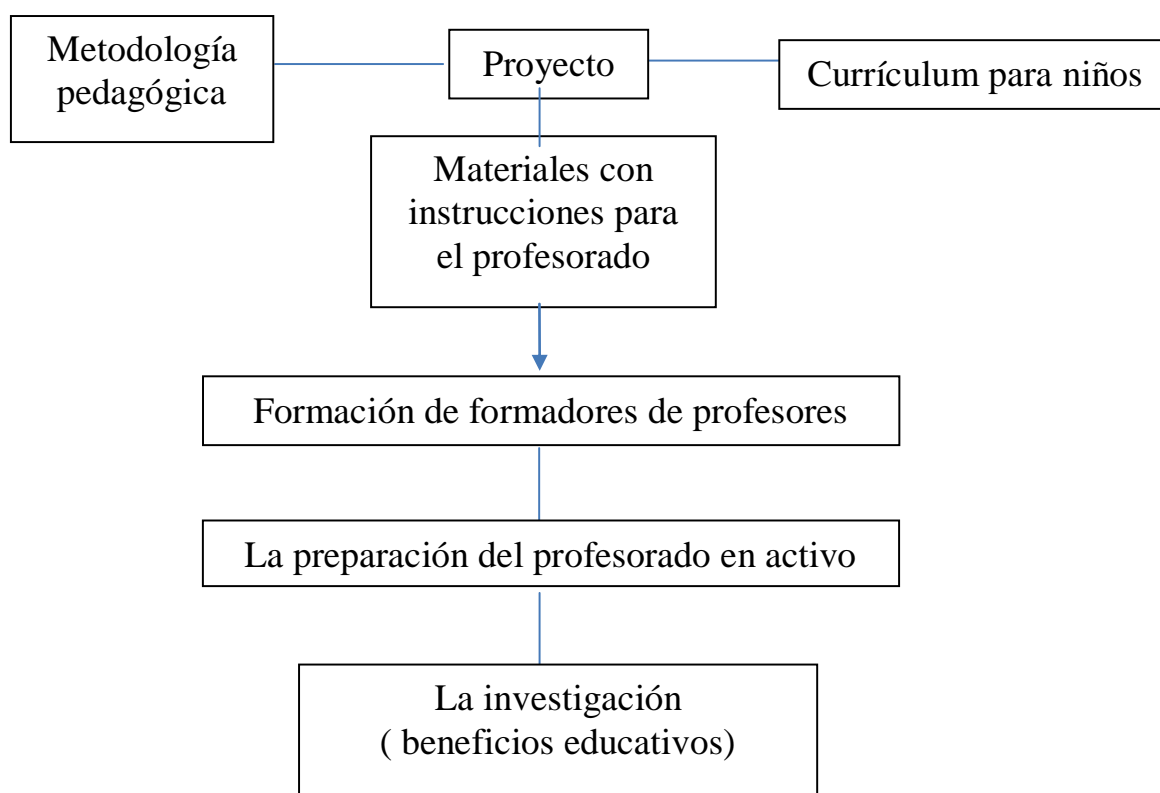 Metodología
pedagógica
Proyecto
Currículum para niños
Materiales con
instrucciones para
el profesorado
Formación de formadores de profesores
La preparación del profesorado en activo
La investigación
( beneficios educativos)